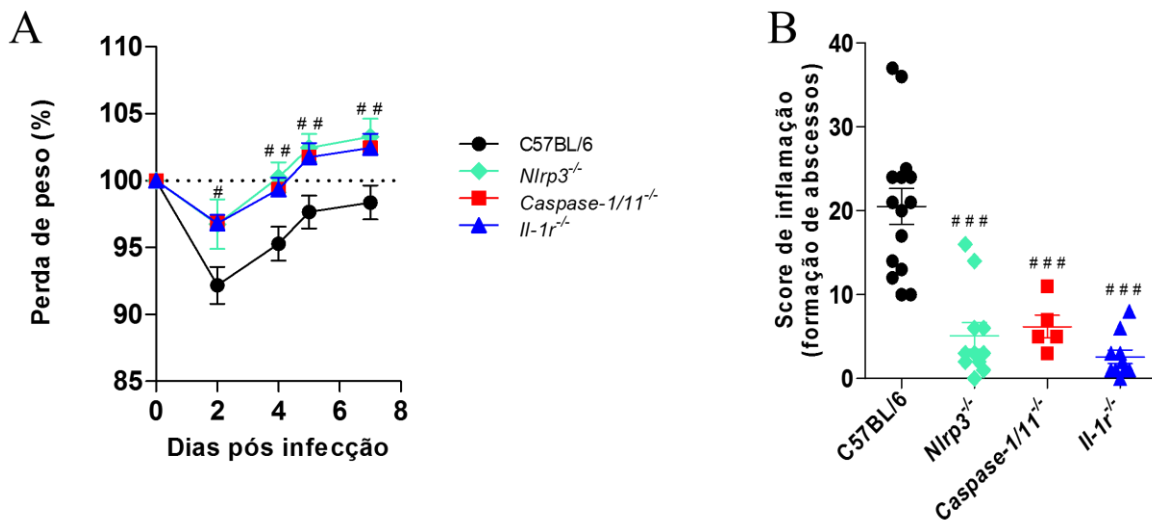 A
110
105
100
95
90
85
Perda de peso (%)
#
# #
# #
# #
0
2
4
6
8
Dias pós infecção
C57BL/6
Nlrp3-/-
Caspase-1/11-/-
Il-1r-/-
B
40
30
20
10
0
Score de inflamação
(formação de abscessos)
# # #
# # #
# # #
C57BL/6
Nlrp3-/-
Caspase-1/11-/-
Il-1r-/-